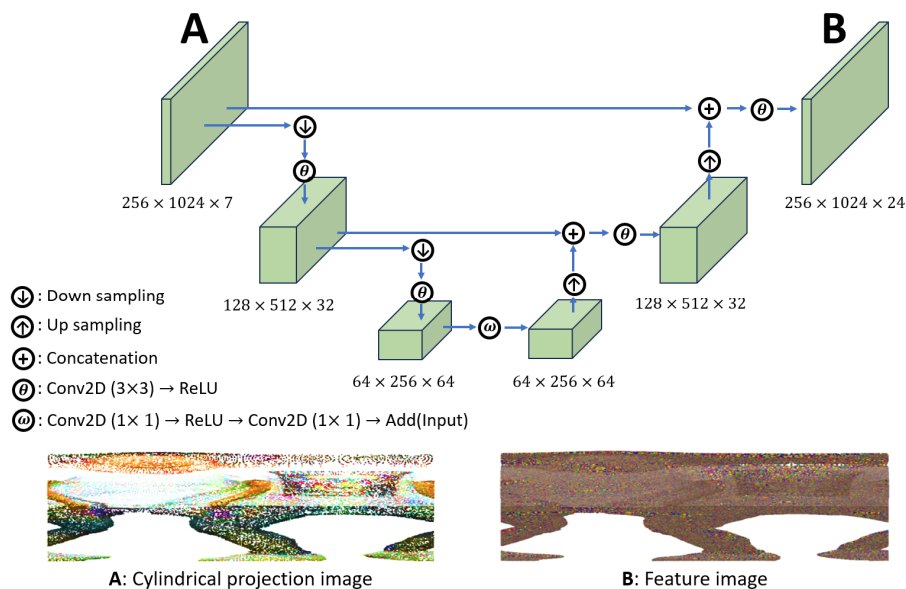 A
B
↓
+
θ
θ
↑
256 × 1024 × 7
256 × 1024 × 24
+
θ
↓
128 × 512 × 32
θ
↑
128 × 512 × 32
ω
64 × 256 × 64
64 × 256 × 64
↓ : Down sampling
↑ : Up sampling
+ : Concatenation
θ : Conv2D (3×3) → ReLU
ω : Conv2D (1× 1) → ReLU → Conv2D (1× 1) → Add(Input)
A: Cylindrical projection image
B: Feature image